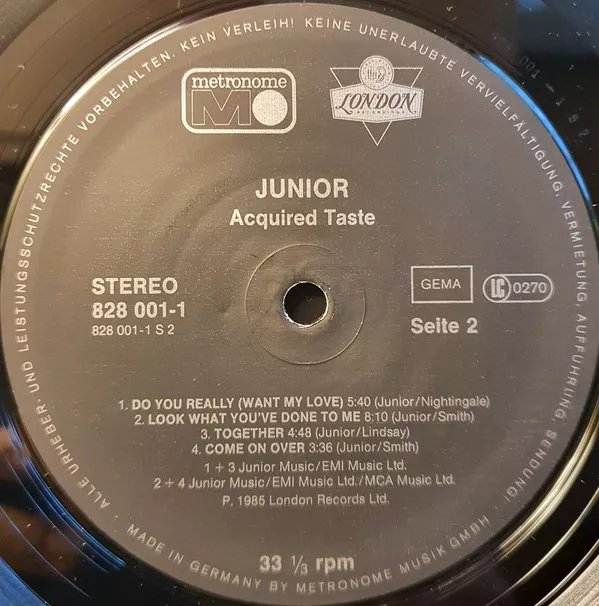 ALLE URHEBER- UND LEISTUNGSSCHUTZRECHTE VORBEHALTEN. KEIN VERLEIH! KEINE UNERLAUBTE VERVIELFÄLTIGUNG, VERMIETUNG, AUFFÜHRUNG, SENDUNG!
metronome
LONDON
RECORDINGS
JUNIOR
Acquired Taste
STEREO
828 001-1
828 001-1 S 2
GEMA
LC 0270
Seite 2
1. DO YOU REALLY (WANT MY LOVE) 5:40 (Junior/Nightingale)
2. LOOK WHAT YOU'VE DONE TO ME 8:10 (Junior/Smith)
3. TOGETHER 4:48 (Junior/Lindsay)
4. COME ON OVER 3:36 (Junior/Smith)
1 + 3 Junior Music/EMI Music Ltd.
2 + 4 Junior Music/EMI Music Ltd./MCA Music Ltd.
P. 1985 London Records Ltd.
33 ⅓ rpm
MADE IN GERMANY BY METRONOME MUSIK GMBH